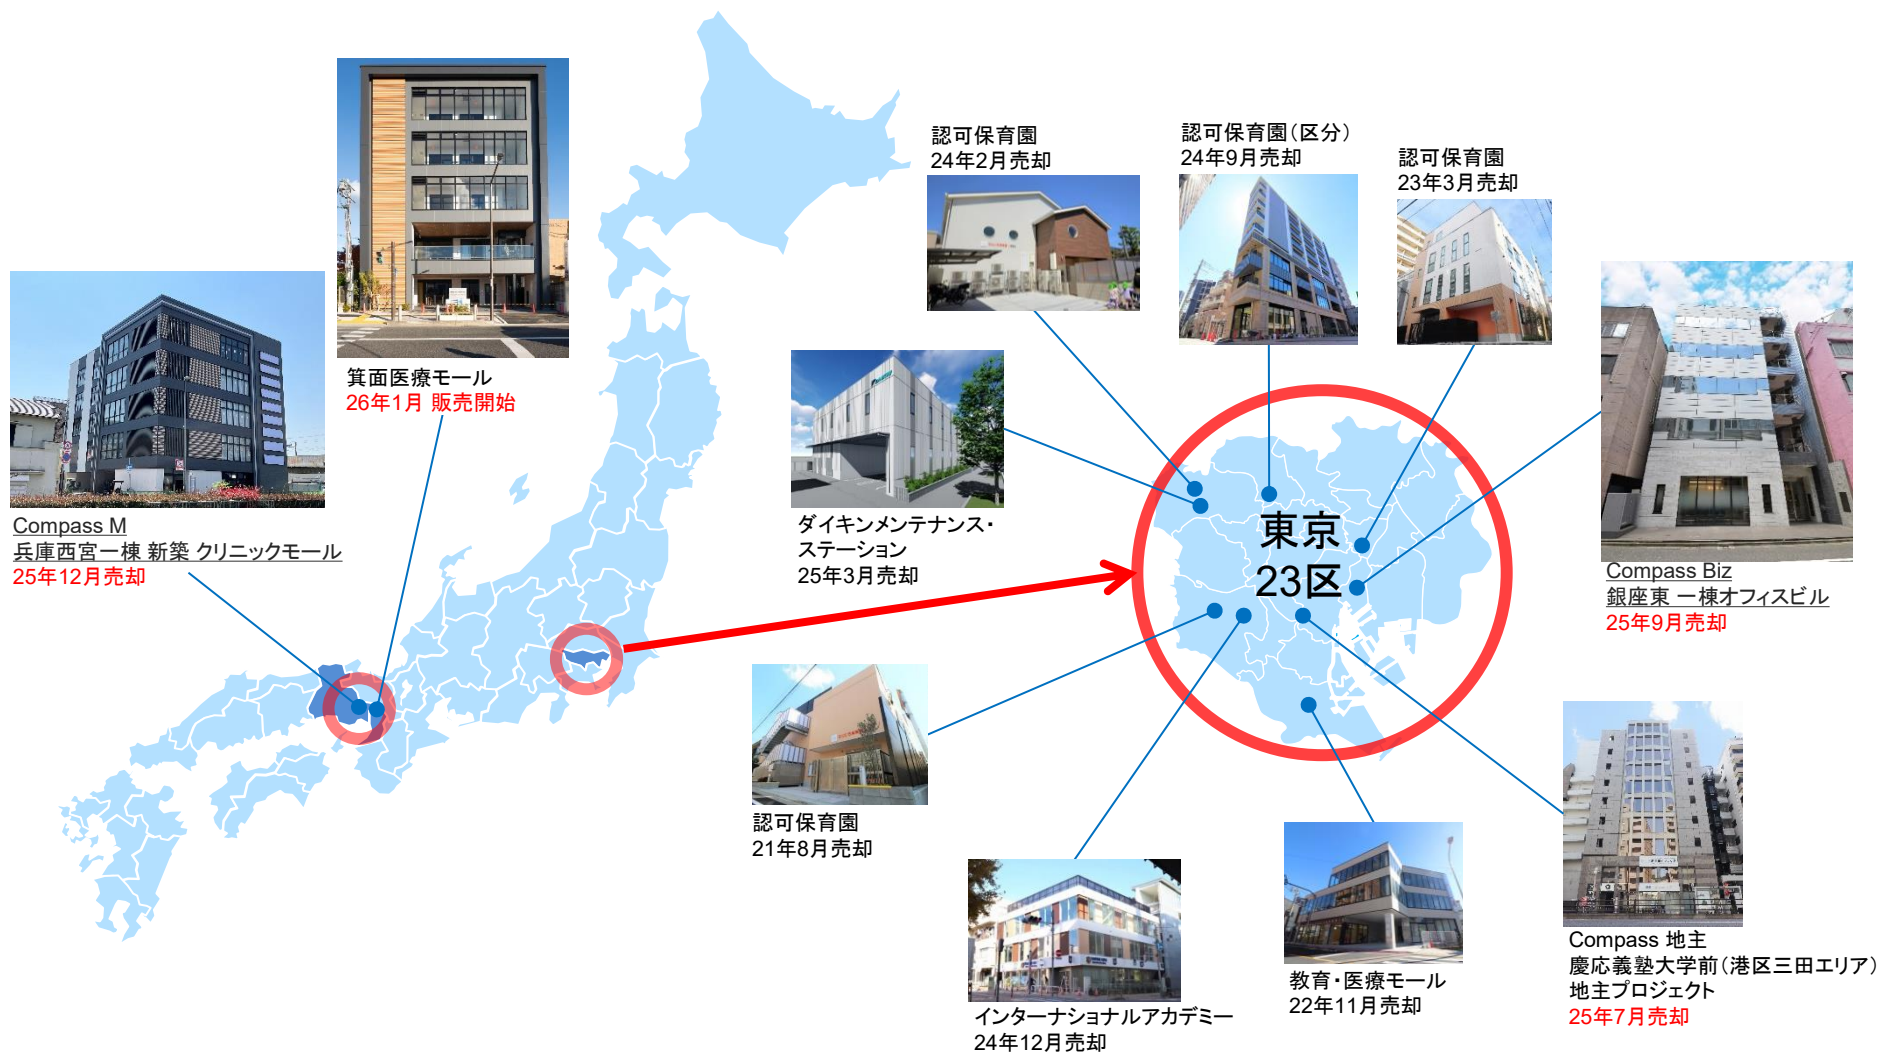 認可保育園
24年2月売却
認可保育園（区分）
24年9月売却
認可保育園
23年3月売却
箕面医療モール
26年1月 販売開始
Compass M
兵庫西宮一棟 新築 クリニックモール
25年12月売却
ダイキンメンテナンス・
ステーション
25年3月売却
東京
23区
Compass Biz
銀座東 一棟オフィスビル
25年9月売却
認可保育園
21年8月売却
インターナショナルアカデミー
24年12月売却
教育・医療モール
22年11月売却
Compass 地主
慶応義塾大学前（港区三田エリア）
地主プロジェクト
25年7月売却